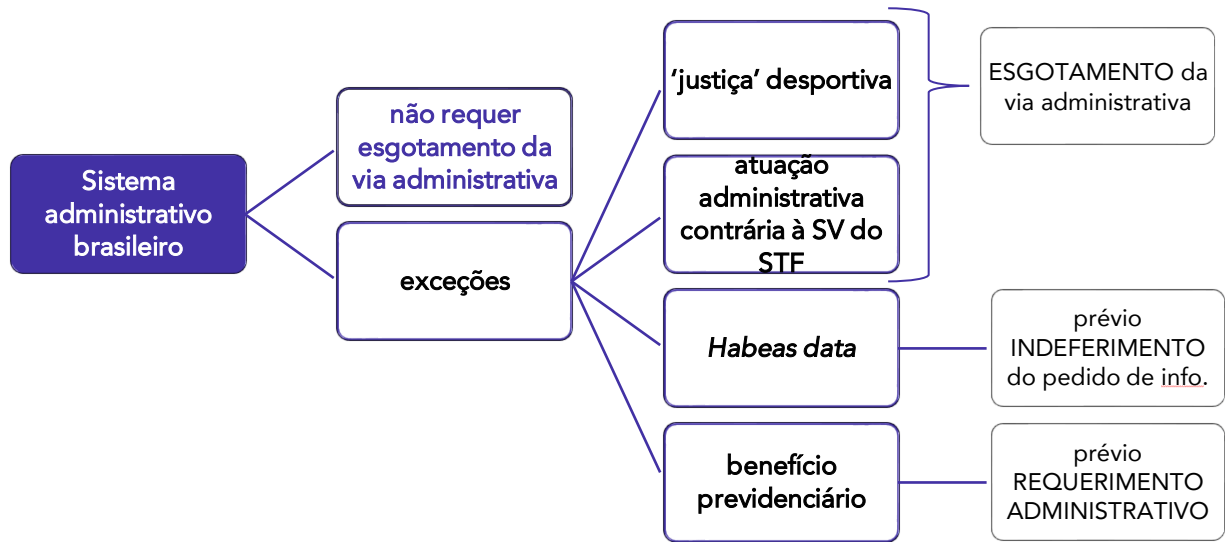 Sistema
administrativo
brasileiro
não requer
esgotamento da
via administrativa
exceções
‘justiça’ desportiva
atuação
administrativa
contrária à SV do
STF
Habeas data
benefício
previdenciário
ESGOTAMENTO da
via administrativa
prévio
INDEFERIMENTO
do pedido de info.
prévio
REQUERIMENTO
ADMINISTRATIVO